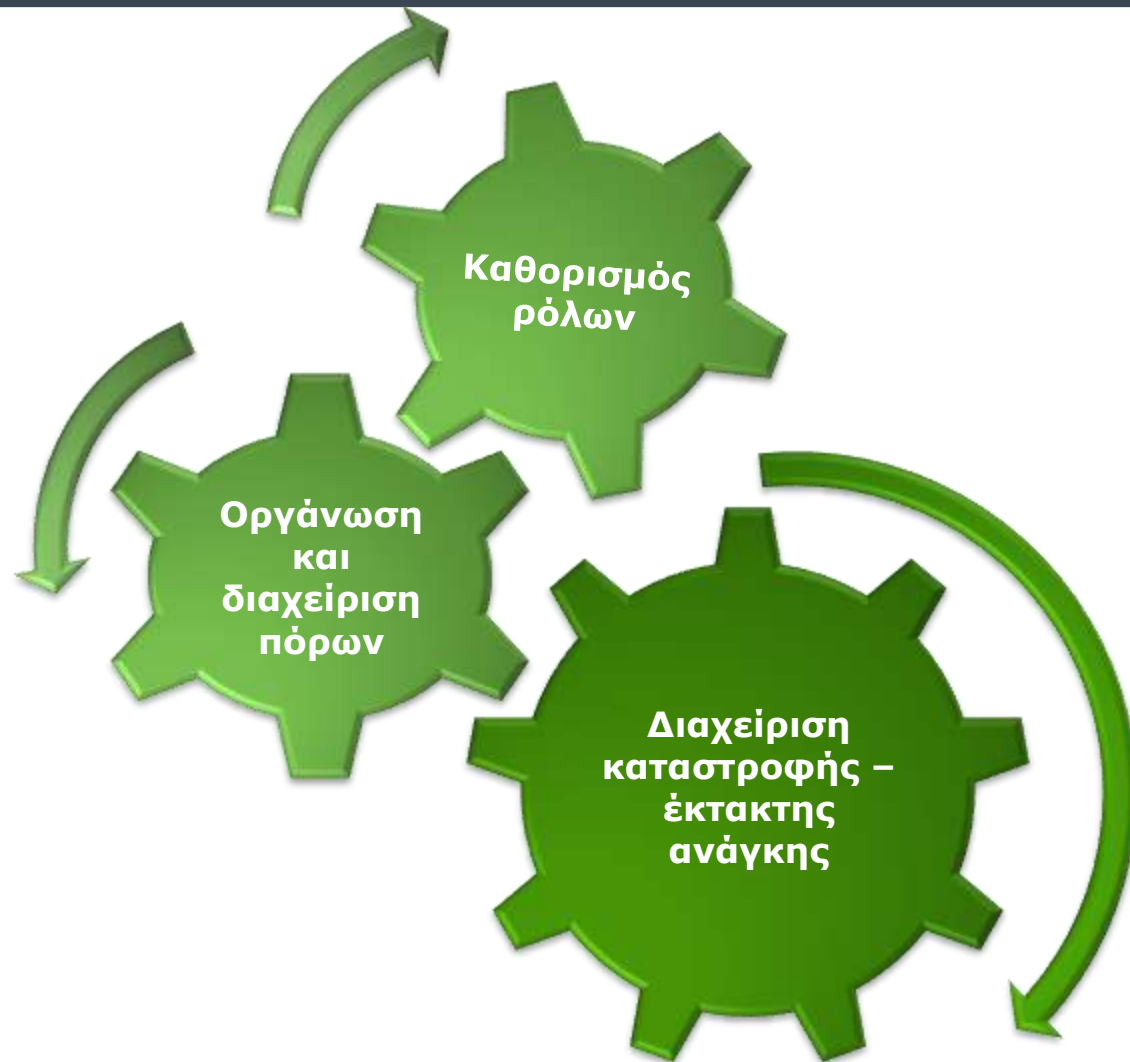 Καθορισμός
ρόλων
Οργάνωση
και
διαχείριση
πόρων
Διαχείριση
καταστροφής –
έκτακτης
ανάγκης